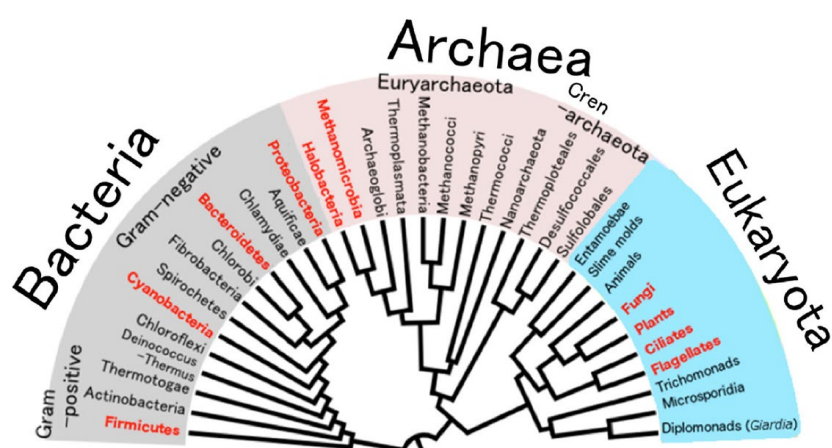 Archaea
Bacteria
Eukaryota
Euryarchaeota
Cren
-archaeota
Gram-negative
Gram
-positive
Firmicutes
Actinobacteria
Thermotogae
Deinococcus
-Thermus
Chloroflexi
Cyanobacteria
Spirochetes
Fibrobacteria
Chlorobi
Bacteroidetes
Chlamydiae
Aquificae
Proteobacteria
Halobacteria
Methanomicrobia
Archaeoglobi
Thermoplasmata
Methanobacteria
Methanococci
Methanopyri
Thermococci
Nanoarchaeota
Thermoploteales
Desulfococcales
Sulfolobales
Entamoebae
Slime molds
Animals
Fungi
Plants
Ciliates
Flagellates
Trichomonads
Microsporidia
Diplomonads (Giardia)